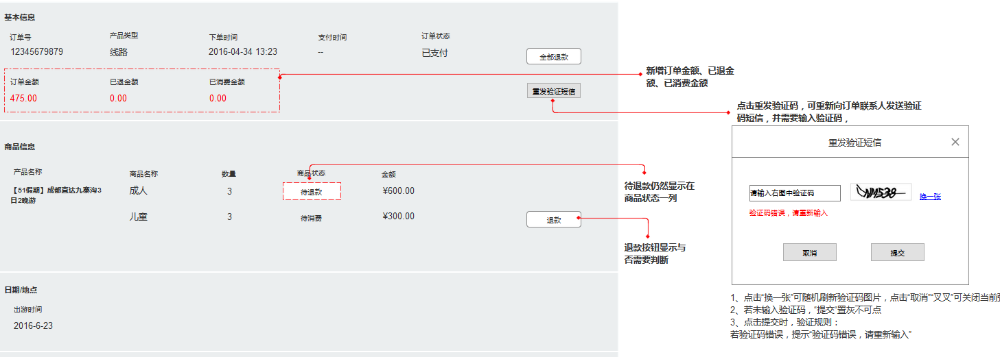 基本信息
订单号 产品类型 下单时间 支付时间 订单状态
12345679879 线路 2016-04-34 13:23 -- 已支付
全部退款
订单金额 已退金额 已消费金额
475.00 0.00 0.00
重发验证短信
新增订单金额、已退金
额、已消费金额
点击重发验证码，可重新向订单联系人发送验证
码短信，并需要输入验证码，
商品信息
产品名称 商品名称 数量 商品状态 金额
【51假期】成都直达九寨沟3
日2晚游
成人 3 待退款 ¥600.00
儿童 3 待消费 ¥300.00
退款
待退款仍然显示在
商品状态一列
退款按钮显示与
否需要判断
日期/地点
出游时间
2016-6-23
重发验证短信
请输入右图中验证码
NM538
换一张
验证码错误，请重新输入
取消 提交
1、点击“换一张”可随机刷新验证码图片，点击“取消”“叉叉”可关闭当前
2、若未输入验证码，“提交”置灰不可点
3、点击提交时，验证规则：
若验证码错误，提示“验证码错误，请重新输入”